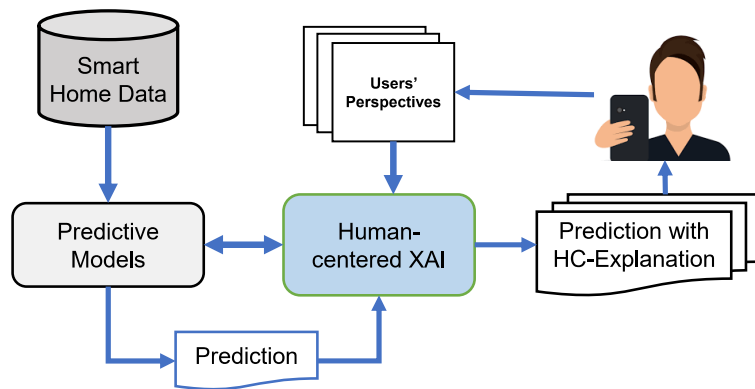 Smart
Home Data
Users’
Perspectives
Predictive
Models
Human-
centered XAI
Prediction with
HC-Explanation
Prediction